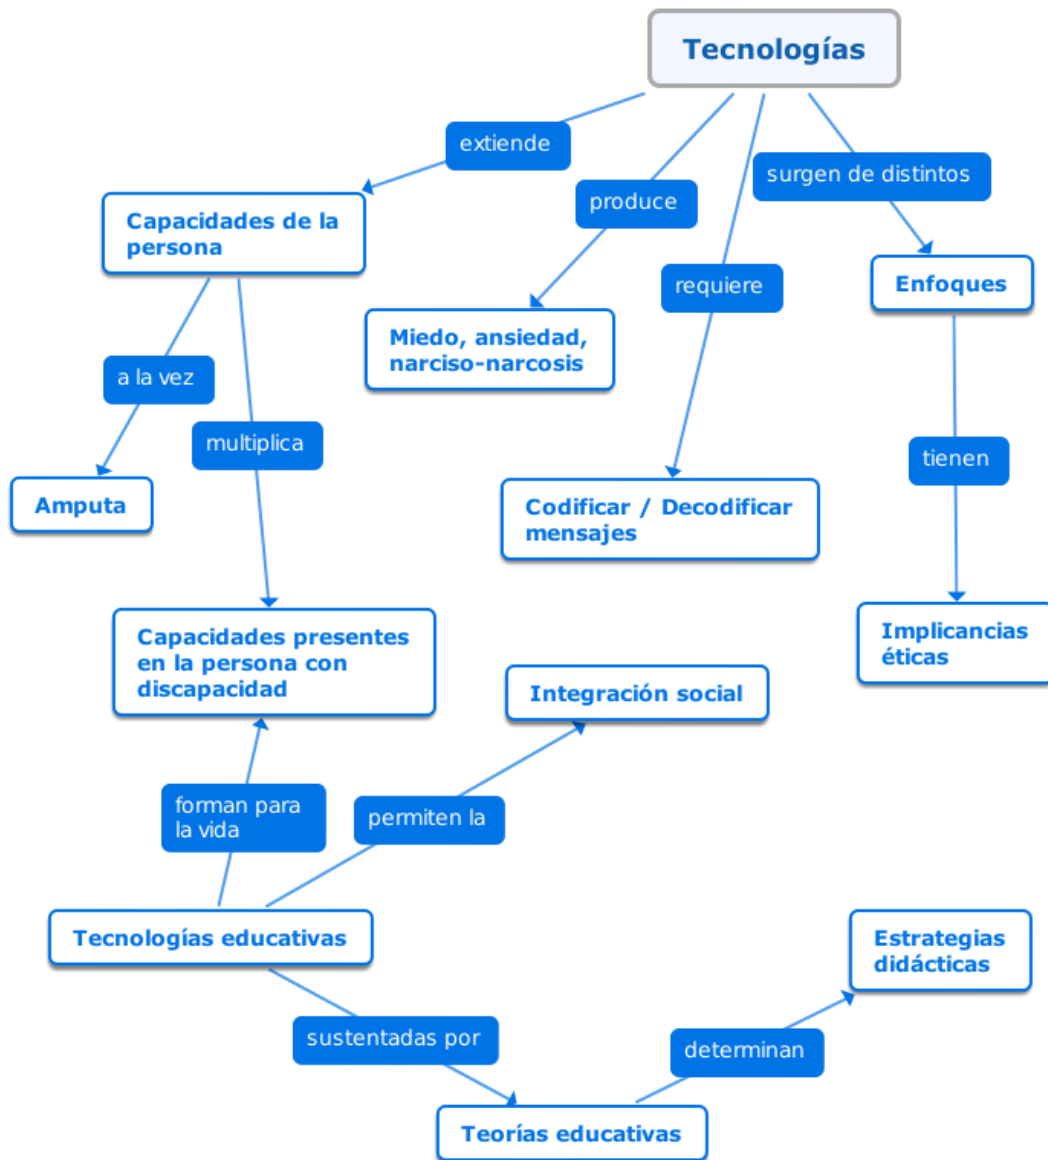 Tecnologías
extiende
surgen de distintos
produce
Capacidades de la
persona
requiere
Enfoques
Miedo, ansiedad,
narciso-narcosis
a la vez
multiplica
tienen
Amputa
Codificar / Decodificar
mensajes
Capacidades presentes
en la persona con
discapacidad
Implicancias
éticas
Integración social
forman para
la vida
permiten la
Tecnologías educativas
Estrategias
didácticas
sustentadas por
determinan
Teorías educativas